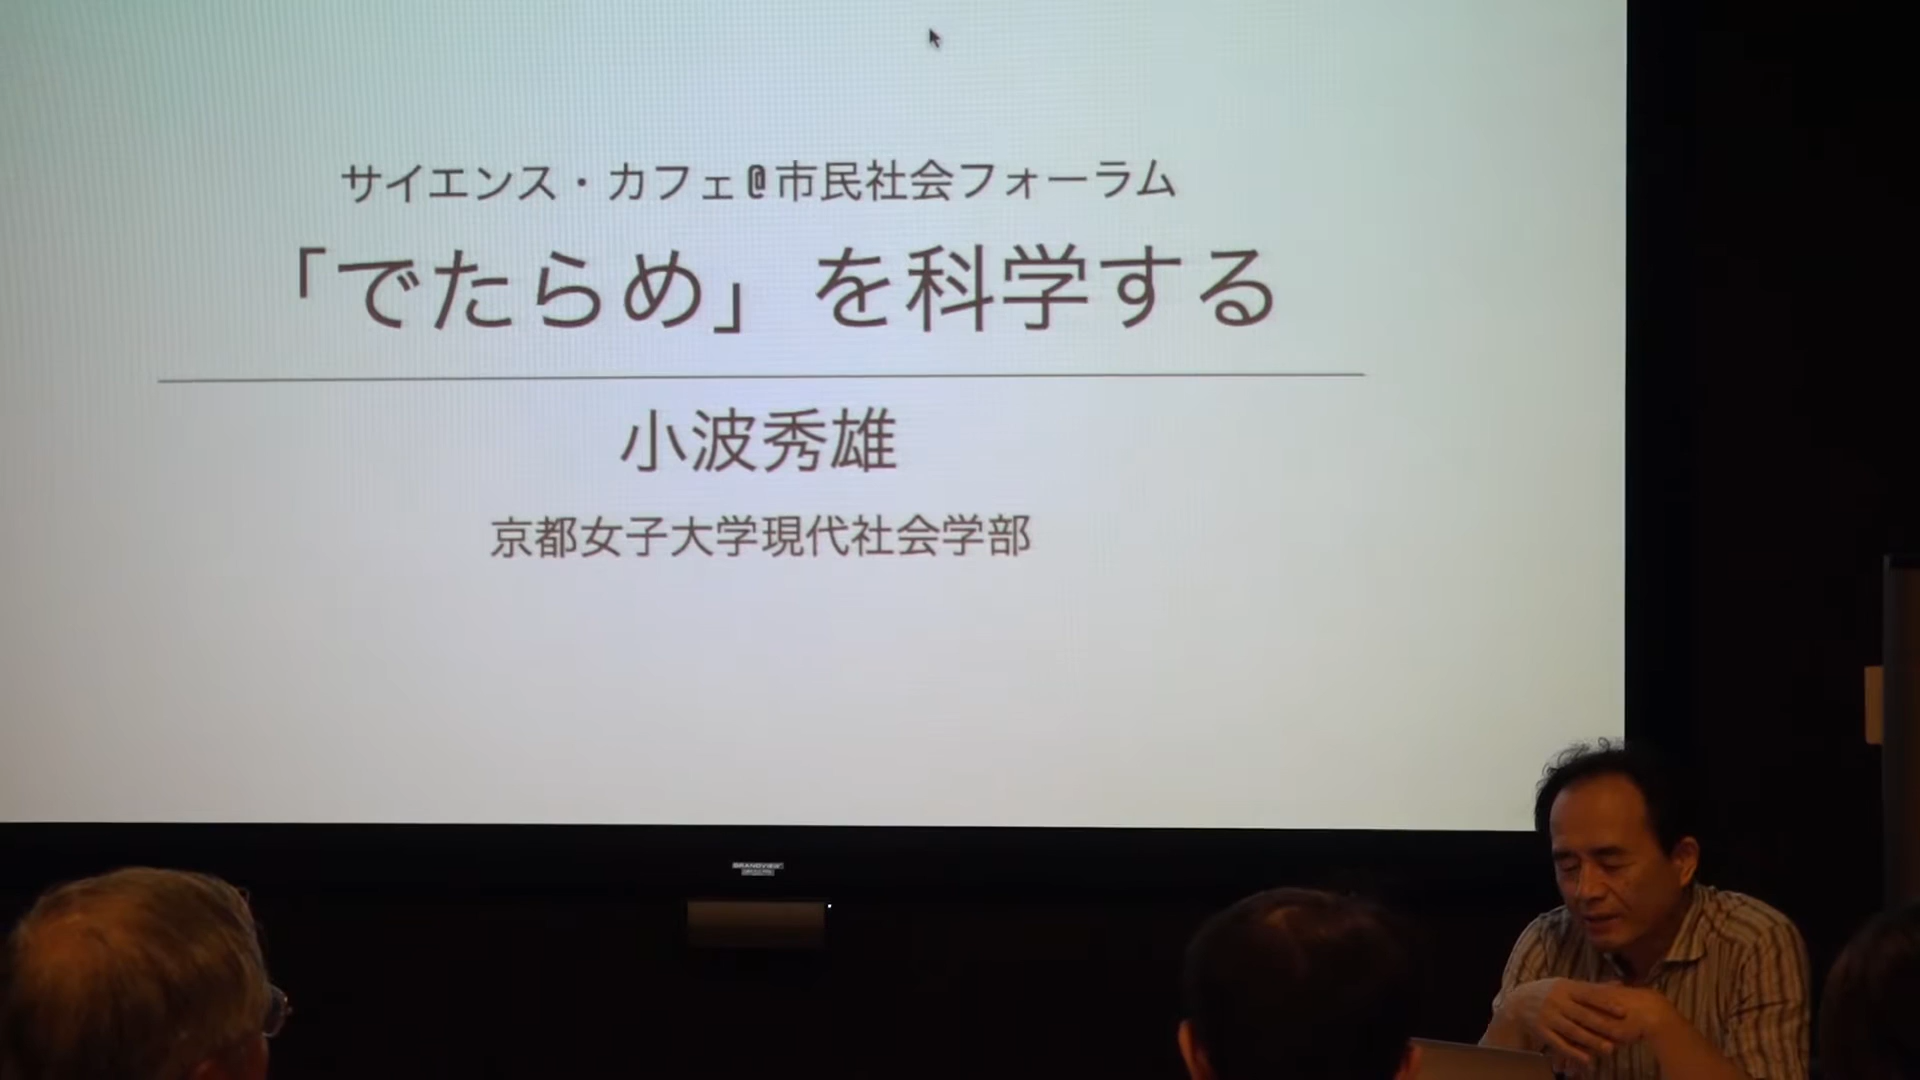 サイエンス・カフェ@市民社会フォーラム
「でたらめ」を科学する
小波秀雄
京都女子大学現代社会学部
GRANDVIEW